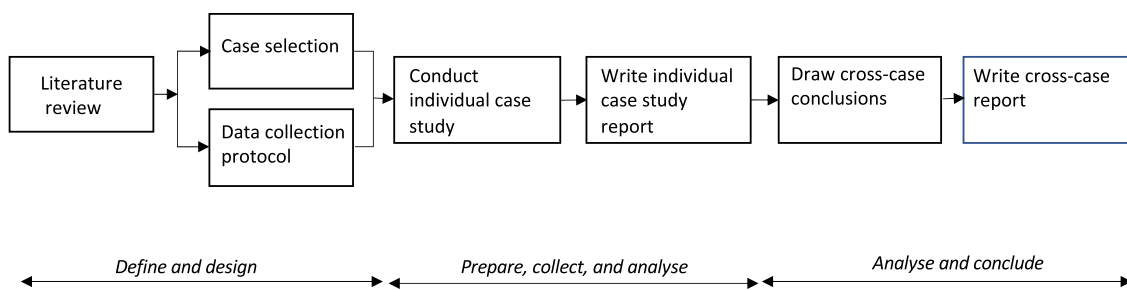 Literature
review
Case selection
Data collection
protocol
Conduct
individual case
study
Write individual
case study
report
Draw cross-case
conclusions
Write cross-case
report
Define and design
Prepare, collect, and analyse
Analyse and conclude